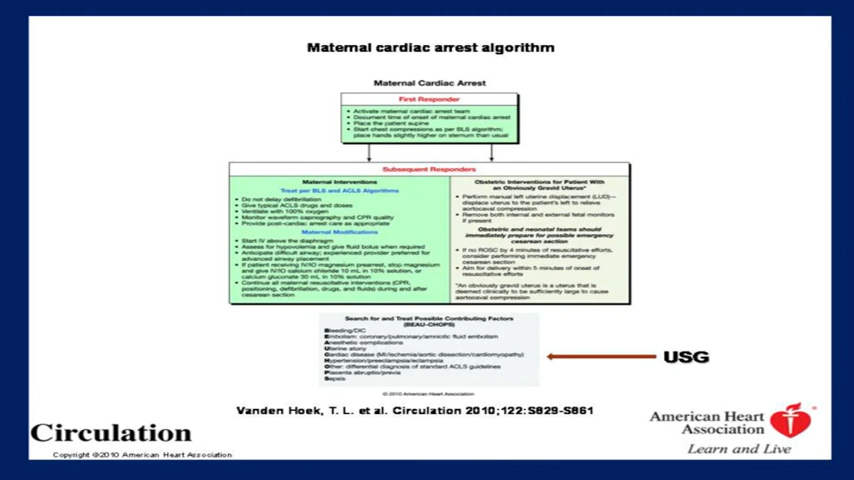 Maternal cardiac arrest algorithm
Maternal Cardiac Arrest
First Responder
• Activate maternal cardiac arrest team
• Document time of onset of maternal cardiac arrest
• Place the patient supine
• Start chest compressions as per BLS algorithm;
place hands slightly higher on sternum than usual
Subsequent Responders
Maternal Interventions
Treat per BLS and ACLS Algorithms
• Do not delay defibrillation
• Give typical ACLS drugs and doses
• Ventilate with 100% oxygen
• Monitor waveform capnography and CPR quality
• Provide post-cardiac arrest care as appropriate
Maternal Modifications
• Start IV above the diaphragm
• Assess for hypovolemia and give fluid bolus when required
• Anticipate difficult airway; experienced provider preferred for
advanced airway placement
• If patient receiving IV/IO magnesium prearrest, stop magnesium
and give IV/IO calcium chloride 10 mL in 10% solution, or
calcium gluconate 30 mL in 10% solution
• Continue all maternal resuscitative interventions (CPR,
positioning, defibrillation, drugs, and fluids) during and after
cesarean section
Obstetric Interventions for Patient With
an Obviously Gravid Uterus*
• Perform manual left uterine displacement (LUD)—
displace uterus to the patient's left to relieve
aortocaval compression
• Remove both internal and external fetal monitors
if present
Obstetric and neonatal teams should
immediately prepare for possible emergency
cesarean section
• If no ROSC by 4 minutes of resuscitative efforts,
consider performing immediate emergency
cesarean section
• Aim for delivery within 5 minutes of onset of
resuscitative efforts
*An obviously gravid uterus is a uterus that is
deemed clinically to be sufficiently large to cause
aortocaval compression
Search for and Treat Possible Contributing Factors
(BEAU-CHOPS)
Bleeding/DIC
Embolism: coronary/pulmonary/amniotic fluid embolism
Anesthetic complications
Uterine atony
Cardiac disease (MI/ischemia/aortic dissection/cardiomyopathy)
Hypertension/preeclampsia/eclampsia
Other: differential diagnosis of standard ACLS guidelines
Placenta abruptio/previa
Sepsis
USG
© 2010 American Heart Association
Vanden Hoek, T. L. et al. Circulation 2010;122:S829-S861
Circulation
Copyright ©2010 American Heart Association
American Heart
Association
®
Learn and Live